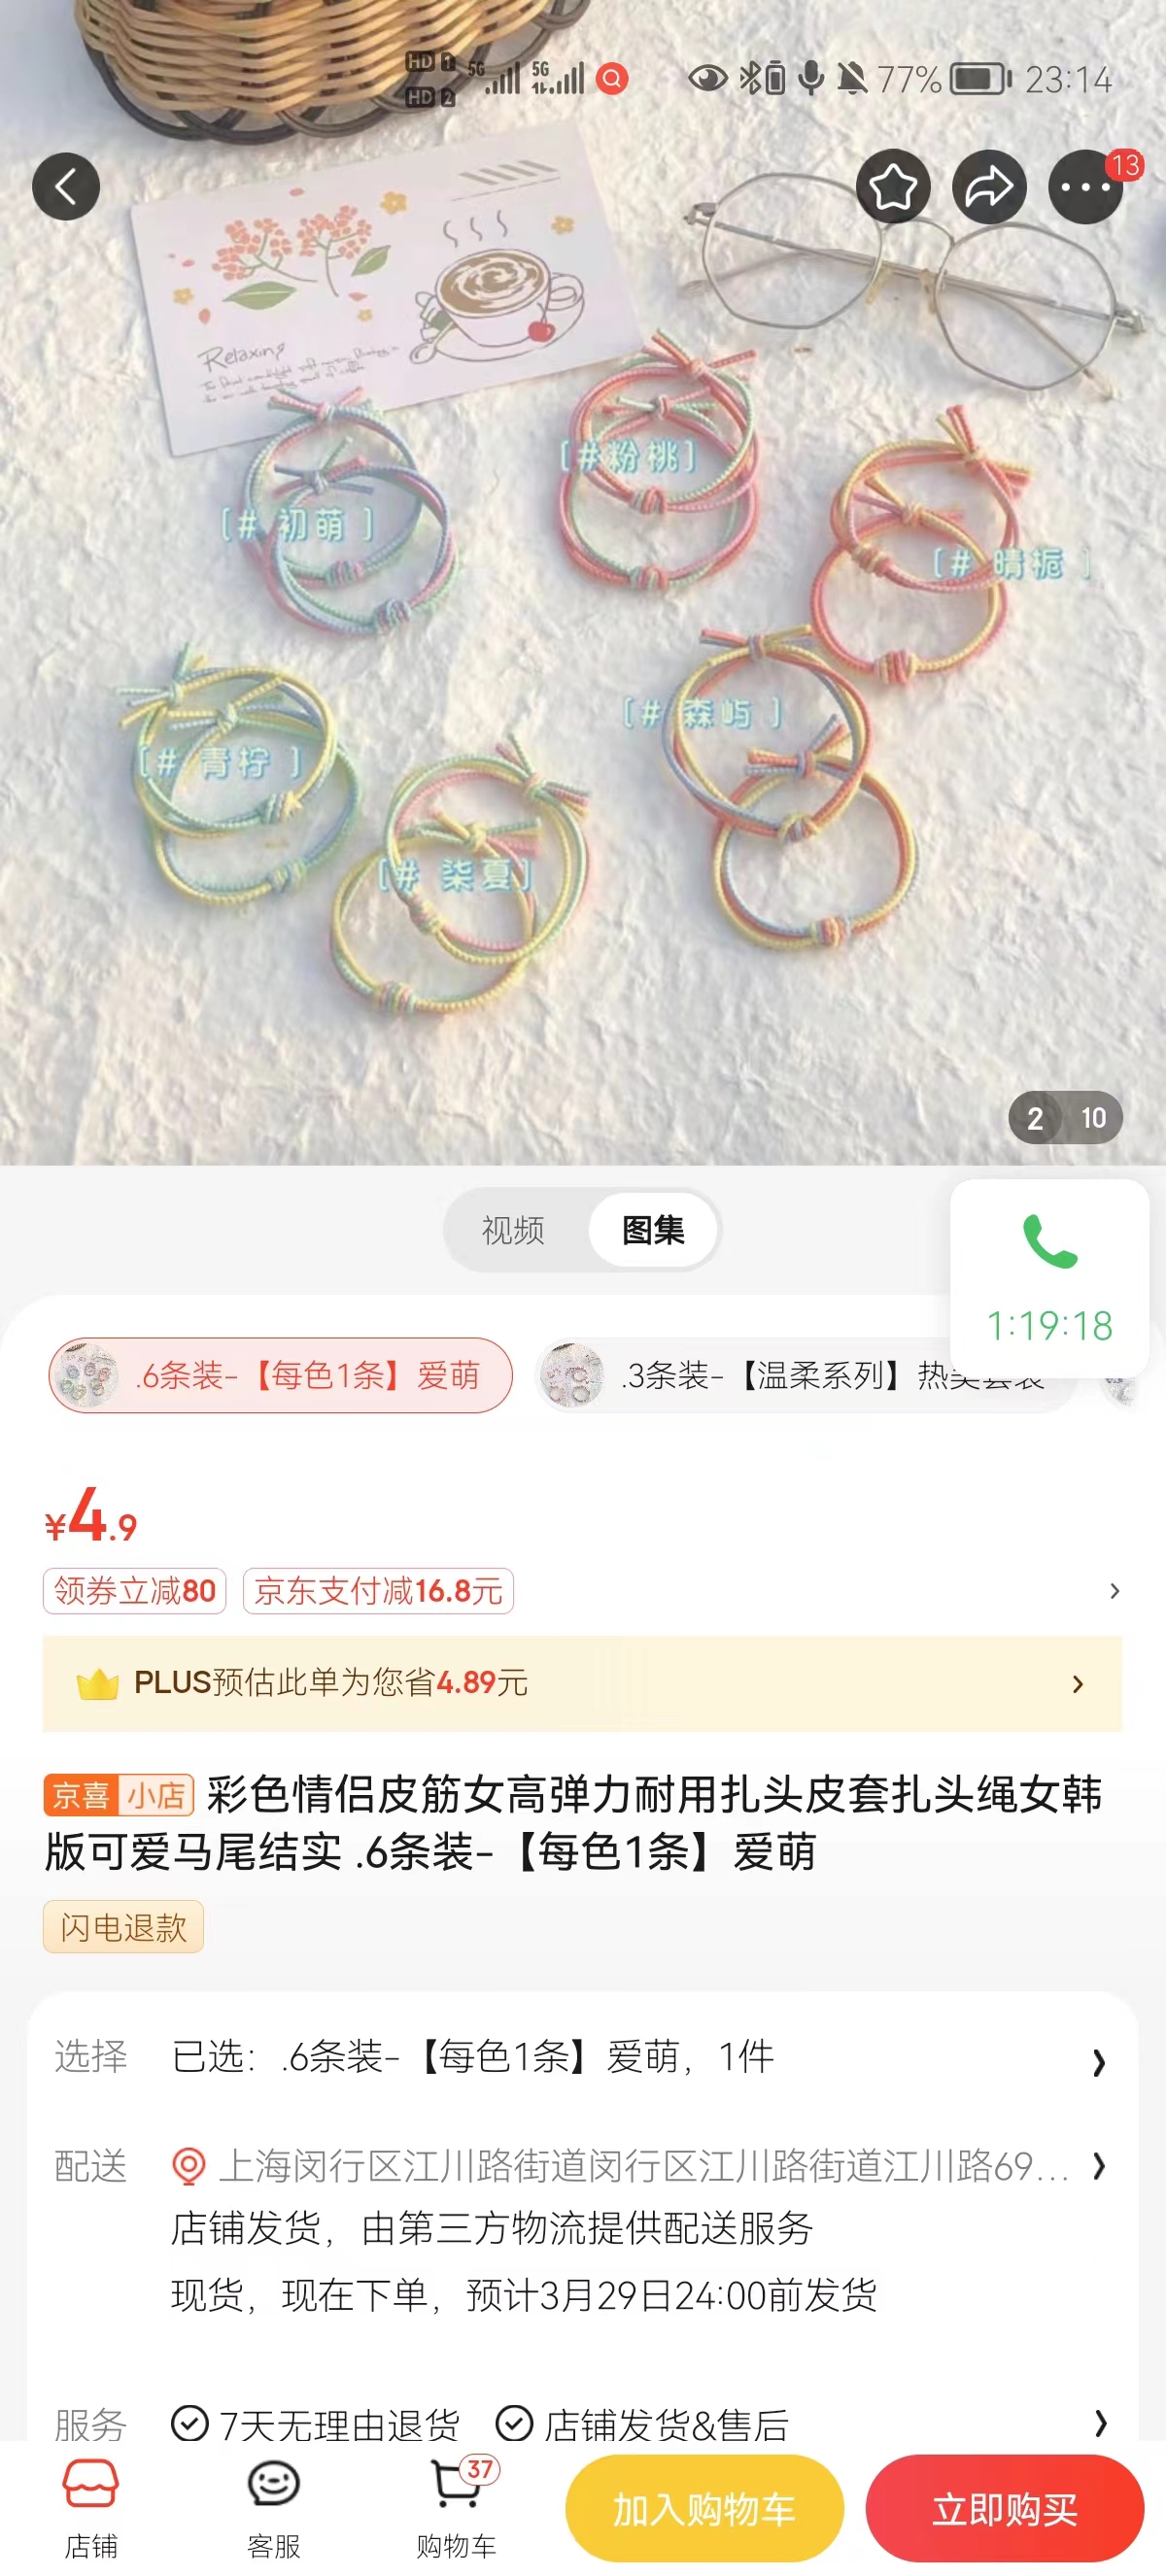 HD 1
HD 2
5G
5G
77%
23:14
13
Relaxing
[# 初萌 ]
[#粉桃]
[# 晴栀 ]
[# 森屿 ]
[# 青柠 ]
[# 柒夏]
2 10
视频
图集
1:19:18
.6条装-【每色1条】爱萌
.3条装-【温柔系列】热卖套装
¥4.9
领券立减80
京东支付减16.8元
PLUS预估此单为您省4.89元
京喜 小店 彩色情侣皮筋女高弹力耐用扎头皮套扎头绳女韩
版可爱马尾结实 .6条装-【每色1条】爱萌
闪电退款
选择 已选：.6条装-【每色1条】爱萌，1件
配送 上海闵行区江川路街道闵行区江川路街道江川路69...
店铺发货，由第三方物流提供配送服务
现货，现在下单，预计3月29日24:00前发货
服务 7天无理由退货 店铺发货&售后
37
店铺
客服
购物车
加入购物车
立即购买